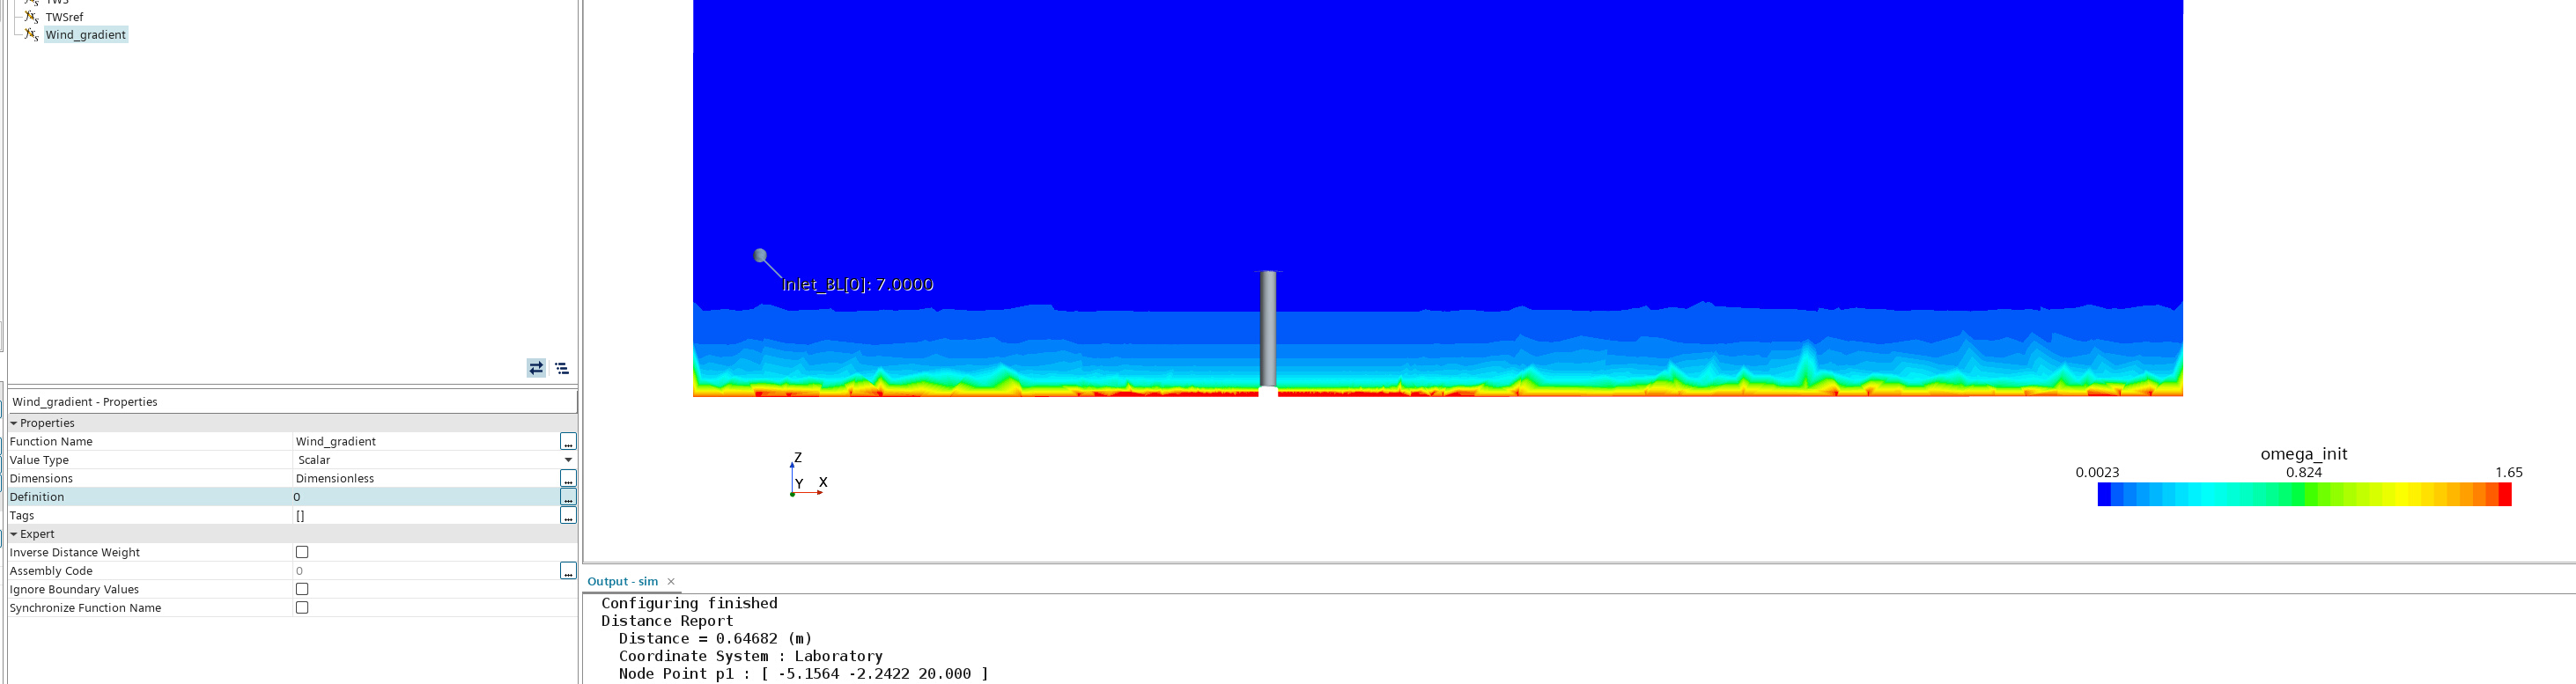 TWS
TWSref
Wind_gradient
Wind_gradient - Properties
Properties
Function Name Wind_gradient
Value Type Scalar
Dimensions Dimensionless
Definition 0
Tags []
Expert
Inverse Distance Weight
Assembly Code 0
Ignore Boundary Values
Synchronize Function Name
Inlet_BL[0]: 7.0000
Z
Y X
omega_init
0.0023 0.824 1.65
Output - sim ×
Configuring finished
Distance Report
Distance = 0.64682 (m)
Coordinate System : Laboratory
Node Point p1 : [ -5.1564 -2.2422 20.000 ]